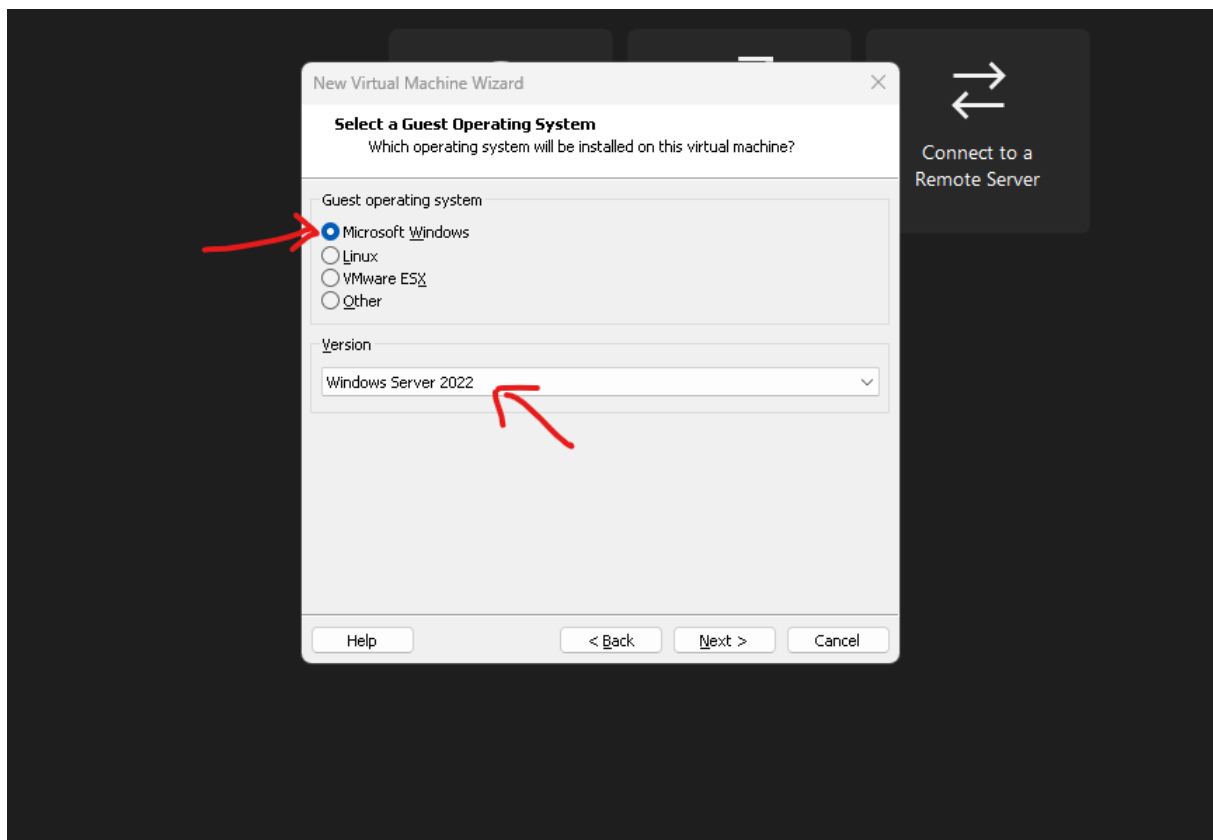 New Virtual Machine Wizard
Select a Guest Operating System
Which operating system will be installed on this virtual machine?
Guest operating system
Microsoft Windows
Linux
VMware ESX
Other
Version
Windows Server 2022
Help
< Back
Next >
Cancel
Connect to a
Remote Server